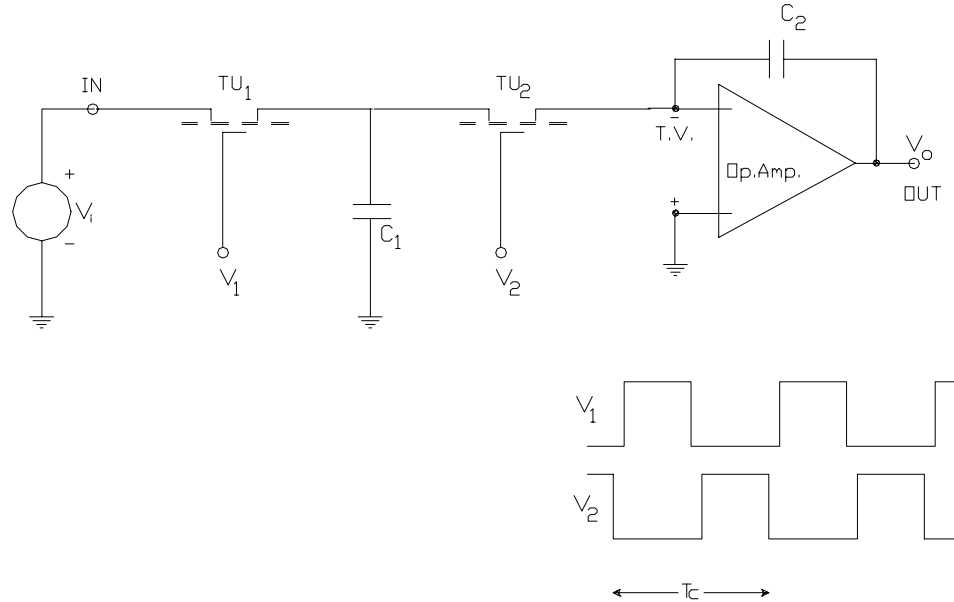 C2
IN
TU1
TU2
+
Vi
−
C1
V1
V2
−
T.V.
+
Op.Amp.
Vo
OUT
V1
V2
Tc